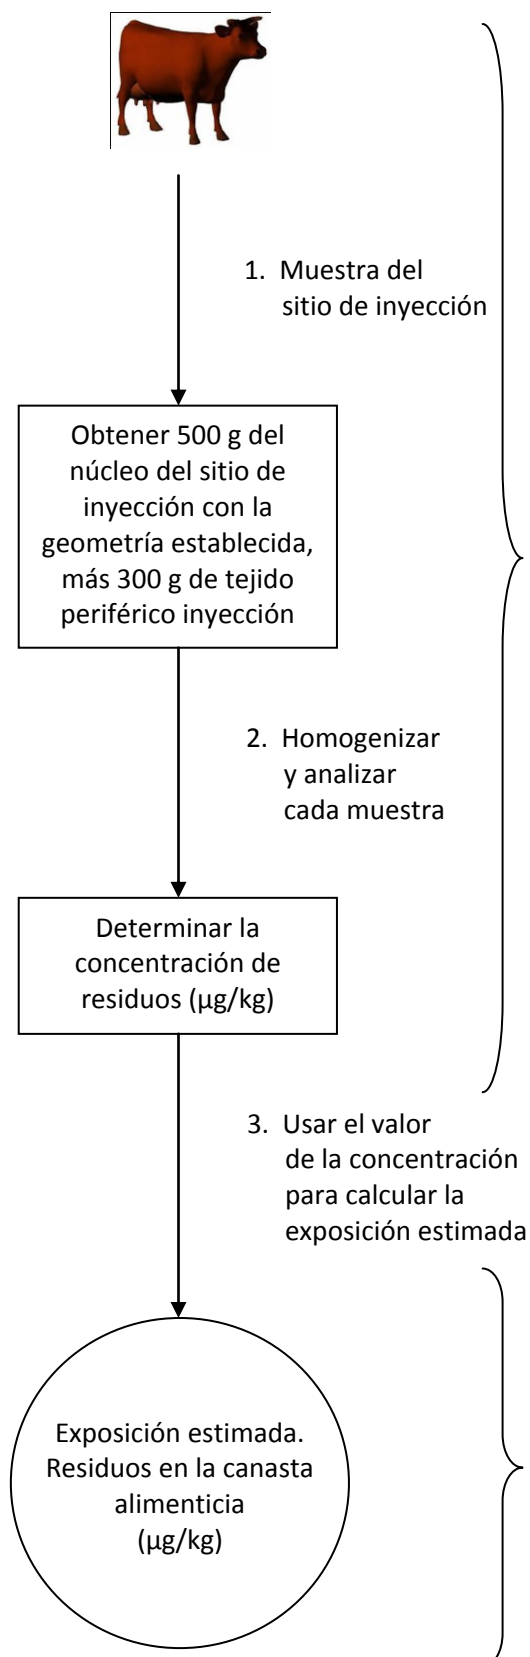 1. Muestra del
sitio de inyección
Obtener 500 g del
núcleo del sitio de
inyección con la
geometría establecida,
más 300 g de tejido
periférico inyección
2. Homogenizar
y analizar
cada muestra
Determinar la
concentración de
residuos (µg/kg)
3. Usar el valor
de la concentración
para calcular la
exposición estimada
Exposición estimada.
Residuos en la canasta
alimenticia
(µg/kg)